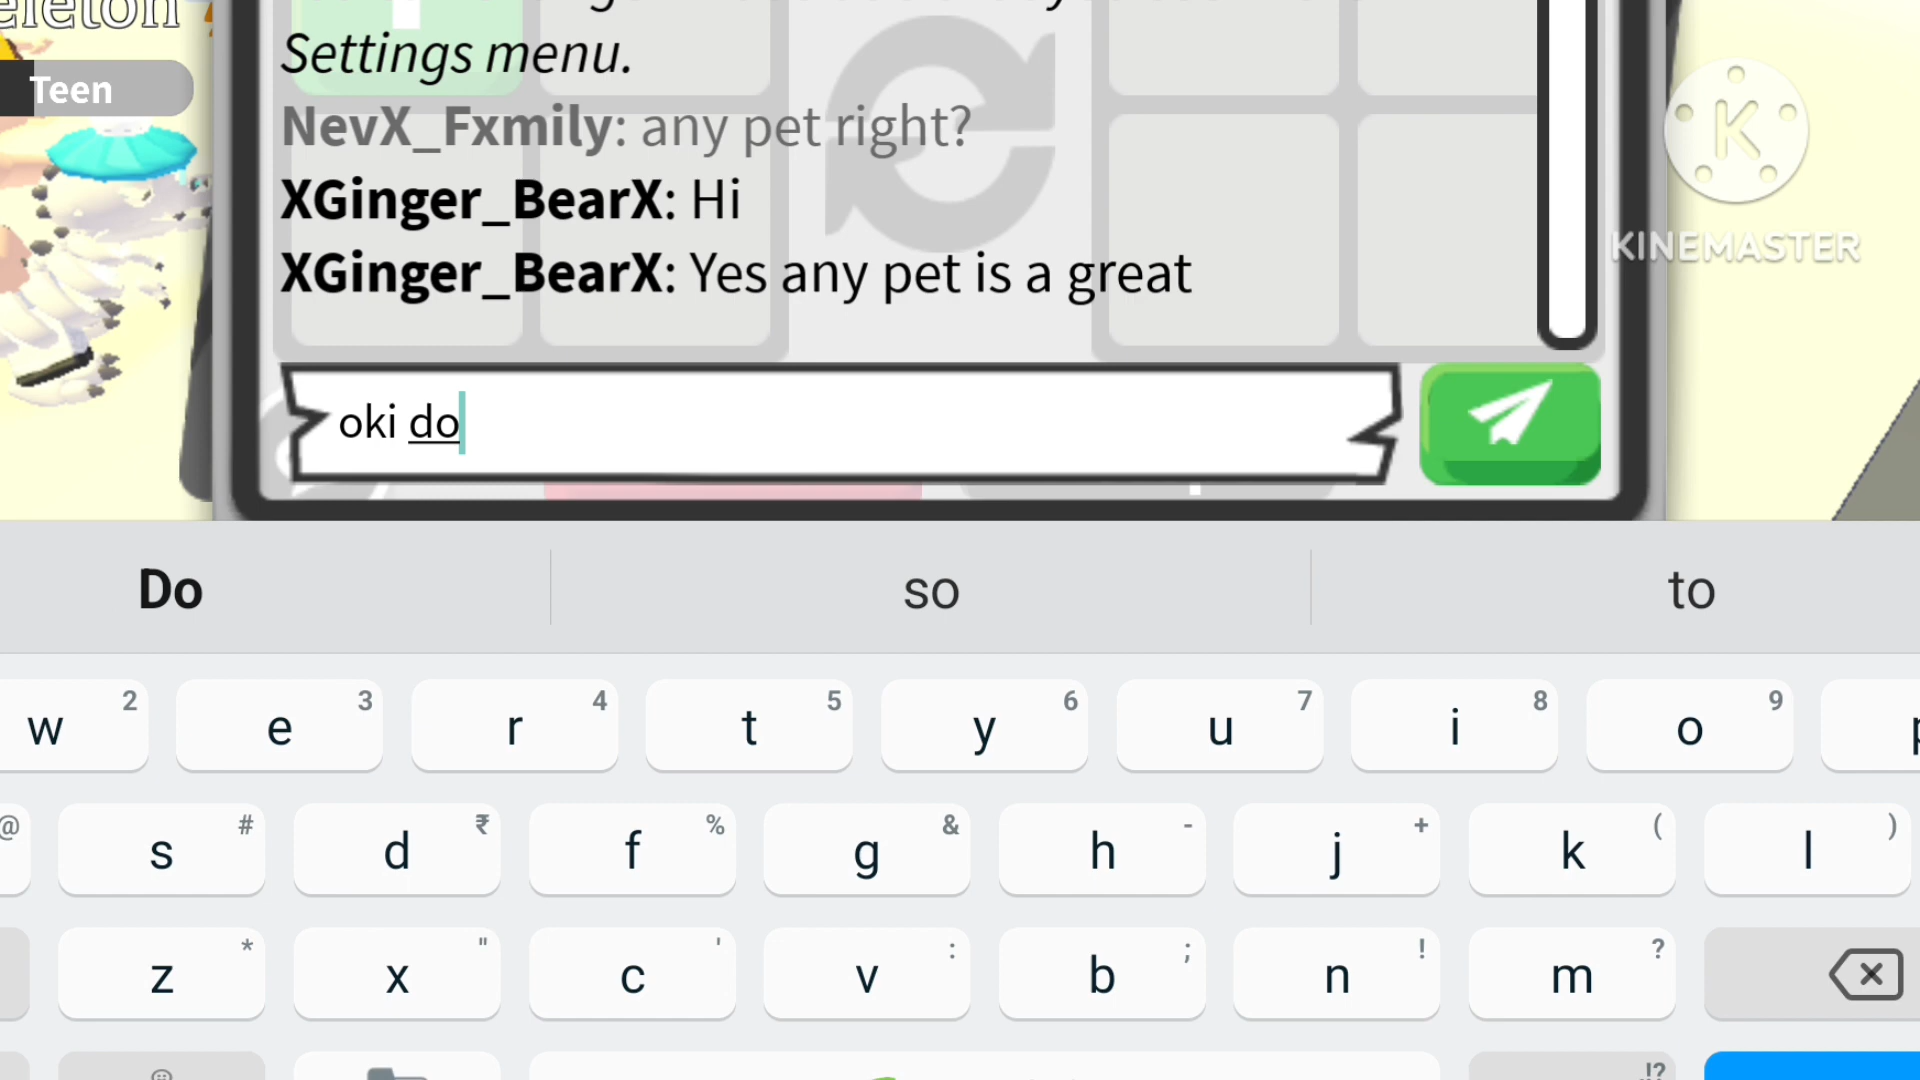 eleton
Teen
Settings menu.
NevX_Fxmily: any pet right?
XGinger_BearX: Hi
XGinger_BearX: Yes any pet is a great
K
KINEMASTER
oki do
Do so to
2 3 4 5 6 7 8 9
w e r t y u i o p
@ # ₹ % & - + ( )
s d f g h j k l
* " ' : ; ! ?
z x c v b n m
!?